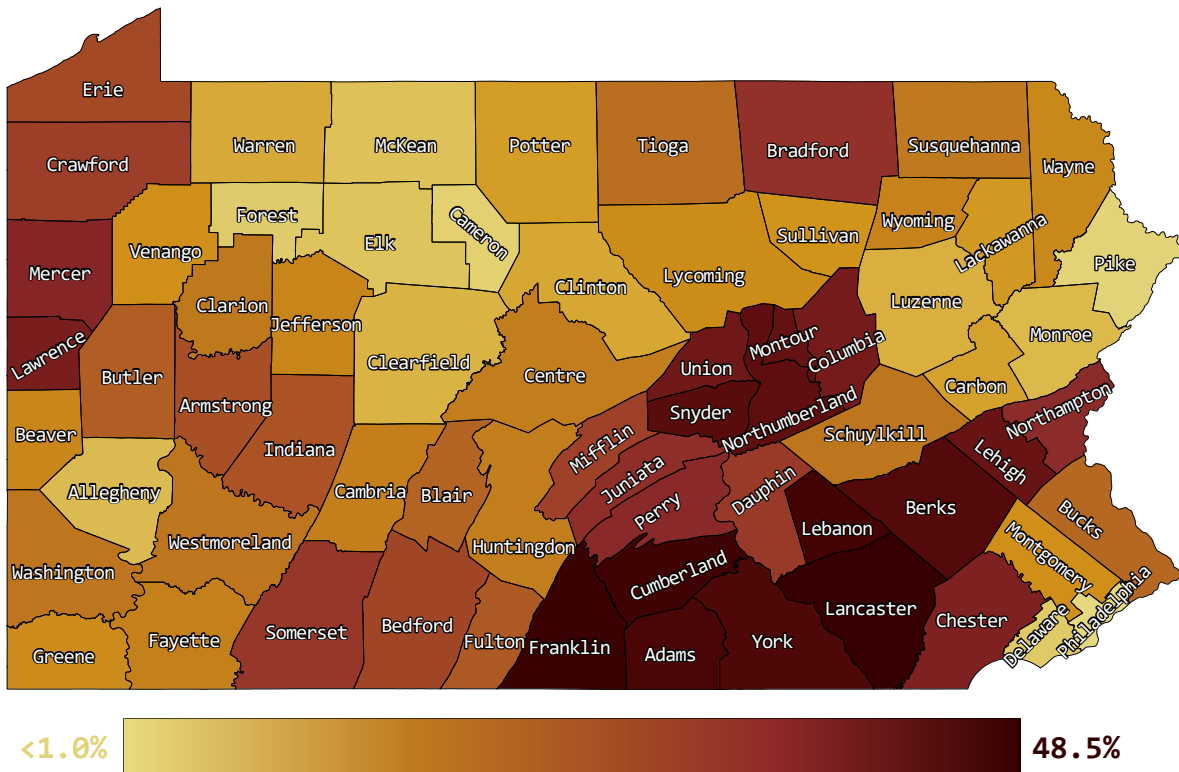 Erie
Warren
McKean
Potter
Tioga
Bradford
Susquehanna
Wayne
Crawford
Forest
Elk
Cameron
Sullivan
Wyoming
Lackawanna
Pike
Mercer
Venango
Clarion
Jefferson
Clinton
Lycoming
Luzerne
Monroe
Lawrence
Butler
Armstrong
Clearfield
Centre
Union
Montour
Columbia
Carbon
Northampton
Beaver
Indiana
Snyder
Northumberland
Schuylkill
Lehigh
Allegheny
Cambria
Blair
Mifflin
Juniata
Perry
Dauphin
Lebanon
Berks
Bucks
Westmoreland
Huntingdon
Cumberland
Montgomery
Washington
Lancaster
Chester
Delaware
Philadelphia
Greene
Fayette
Somerset
Bedford
Fulton
Franklin
Adams
York
<1.0%
48.5%